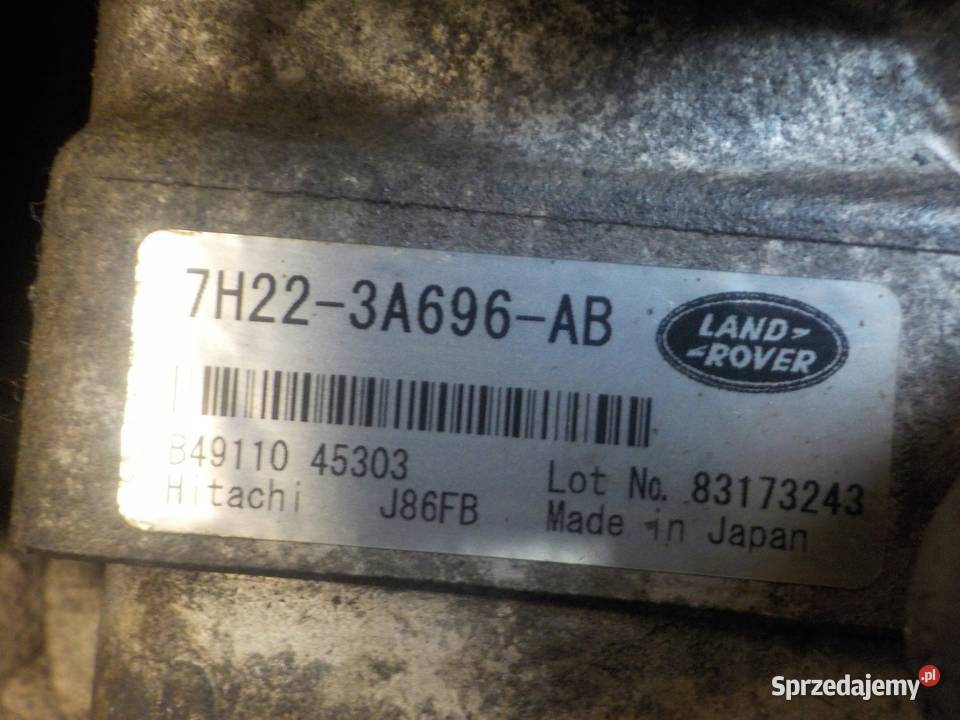 7H22-3A696-AB
LAND
ROVER
B49110 45303
Lot No. 83173243
Hitachi J86FB
Made in Japan
Sprzedajemy.pl